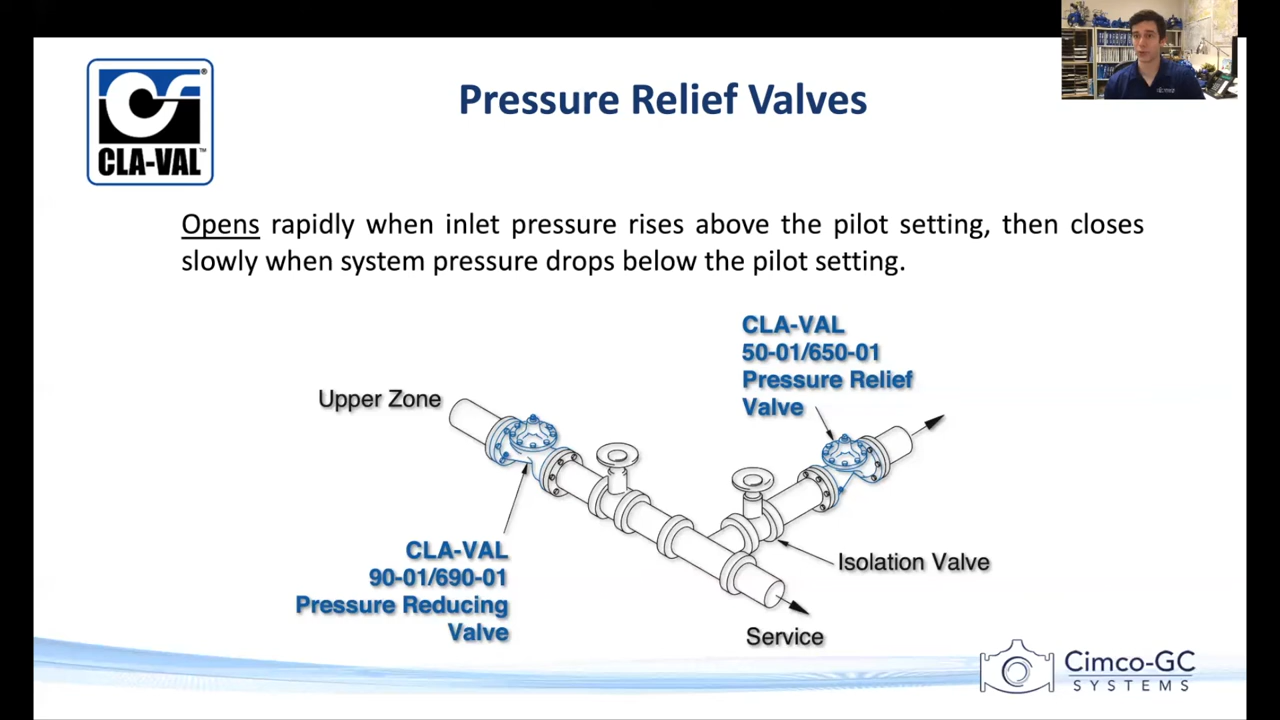 CLA-VAL™
®
Pressure Relief Valves
Opens rapidly when inlet pressure rises above the pilot setting, then closes
slowly when system pressure drops below the pilot setting.
CLA-VAL
50-01/650-01
Pressure Relief
Valve
Upper Zone
CLA-VAL
90-01/690-01
Pressure Reducing
Valve
Isolation Valve
Service
Cimco-GC
SYSTEMS